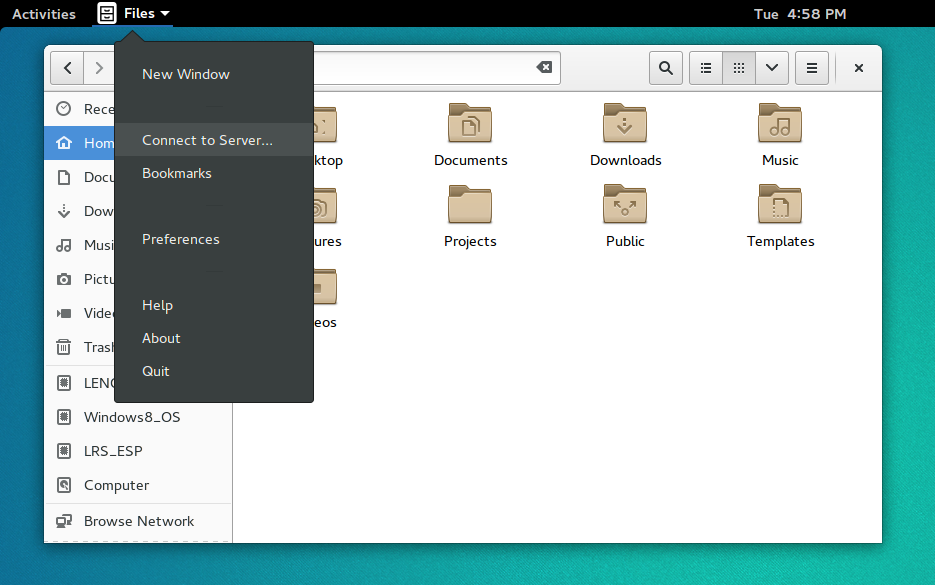 Activities
Files
Tue 4:58 PM
New Window
Connect to Server...
Bookmarks
Preferences
Help
About
Quit
Rece
Hom
Docu
Dow
Musi
Pictu
Vide
Trash
LENO
Windows8_OS
LRS_ESP
Computer
Browse Network
ktop
Documents
Downloads
Music
ures
Projects
Public
Templates
eos